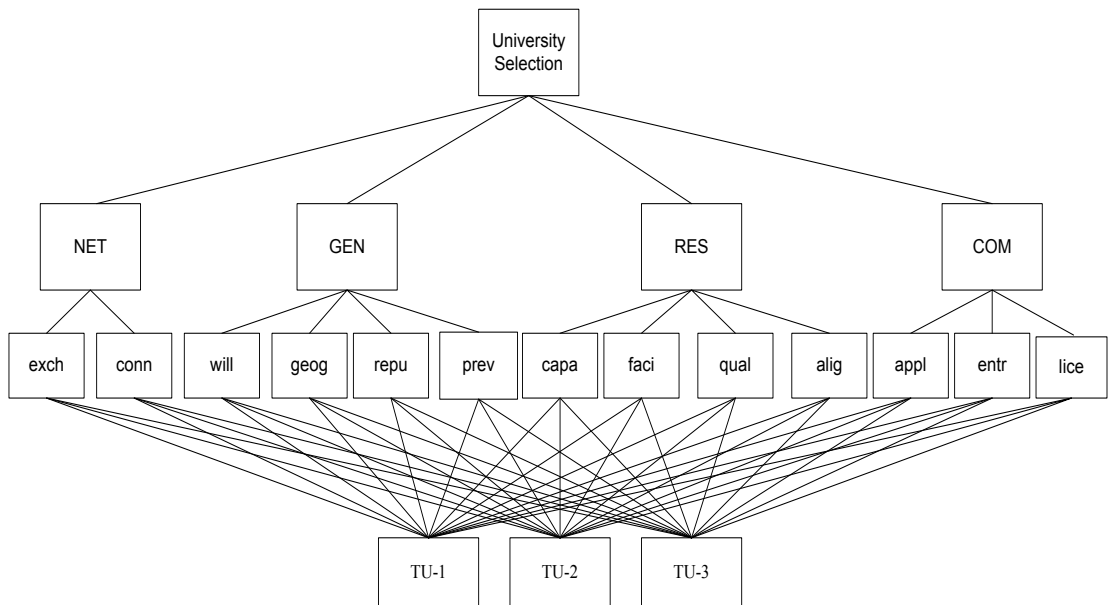 University
Selection
NET
GEN
RES
COM
exch
conn
will
geog
repu
prev
capa
faci
qual
alig
appl
entr
lice
TU-1
TU-2
TU-3